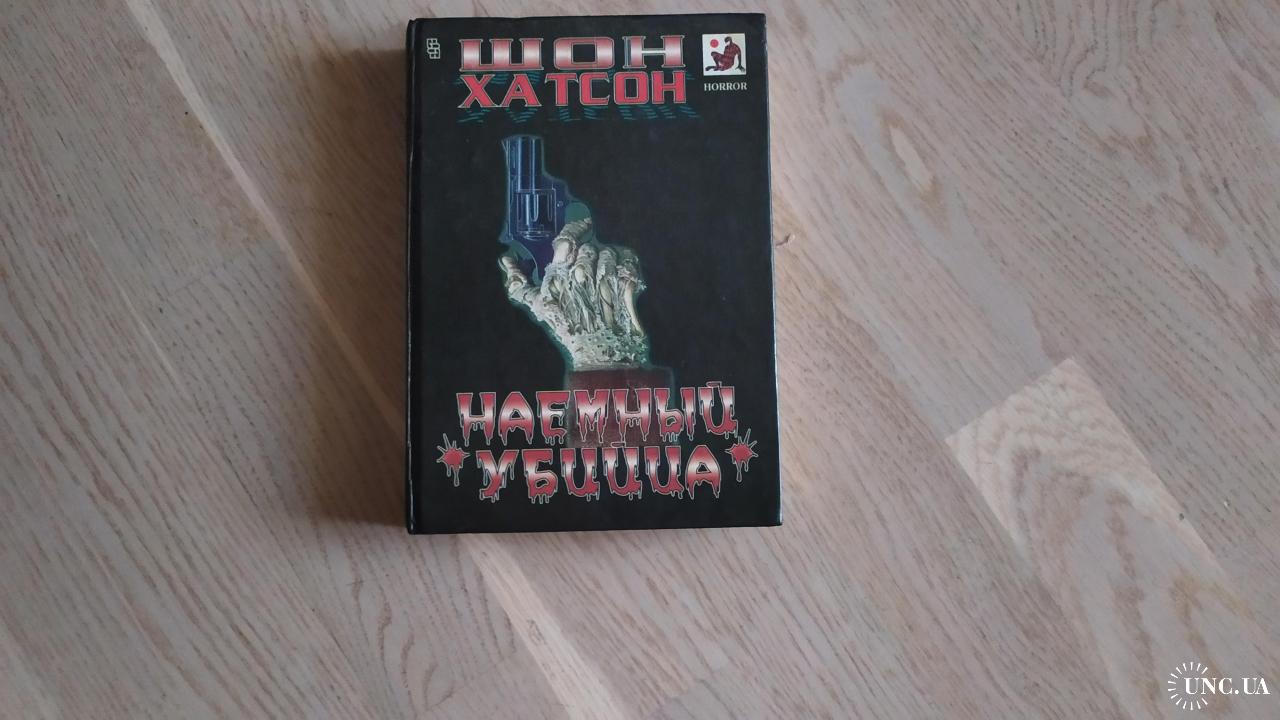 ШОН
ХАТСОН
HORROR
НАЕМНЫЙ
УБИЙЦА
UNC.UA